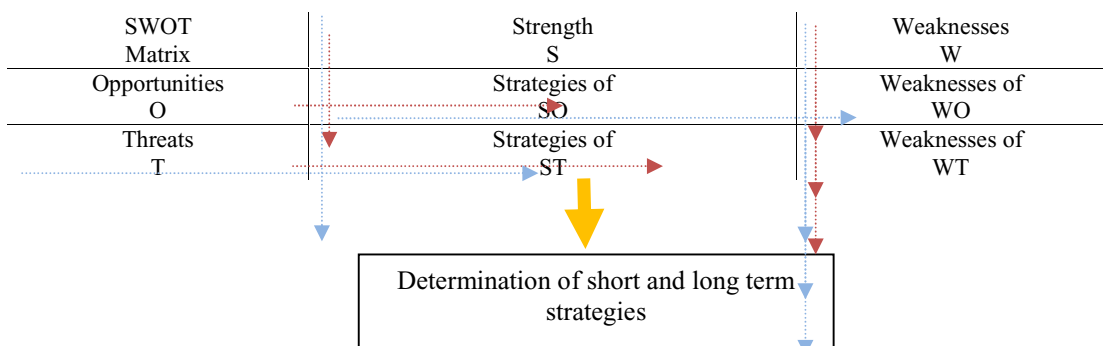 SWOT Strength Weaknesses
Matrix S W
Opportunities Strategies of Weaknesses of
O SO WO
Threats Strategies of Weaknesses of
T ST WT
Determination of short and long term
strategies